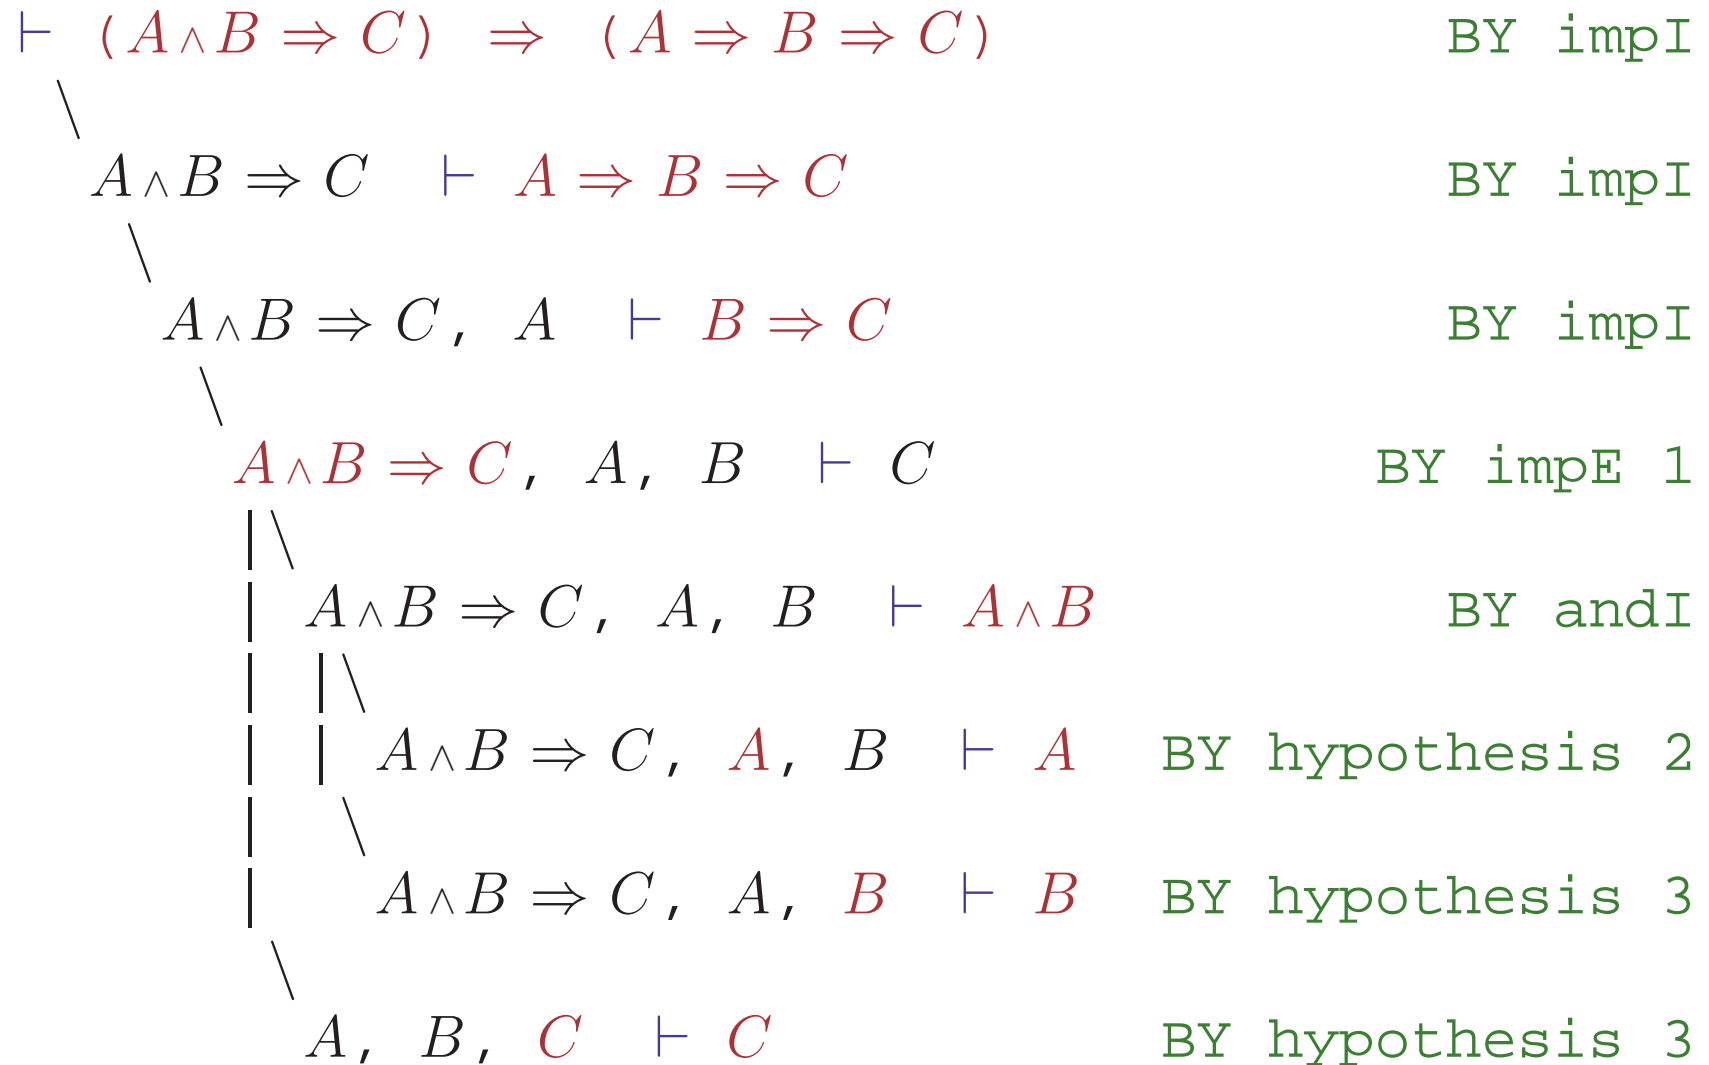 ⊢ (A∧B ⇒ C) ⇒ (A ⇒ B ⇒ C) BY impI
A∧B ⇒ C ⊢ A ⇒ B ⇒ C BY impI
A∧B ⇒ C, A ⊢ B ⇒ C BY impI
A∧B ⇒ C, A, B ⊢ C BY impE 1
A∧B ⇒ C, A, B ⊢ A∧B BY andI
A∧B ⇒ C, A, B ⊢ A BY hypothesis 2
A∧B ⇒ C, A, B ⊢ B BY hypothesis 3
A, B, C ⊢ C BY hypothesis 3